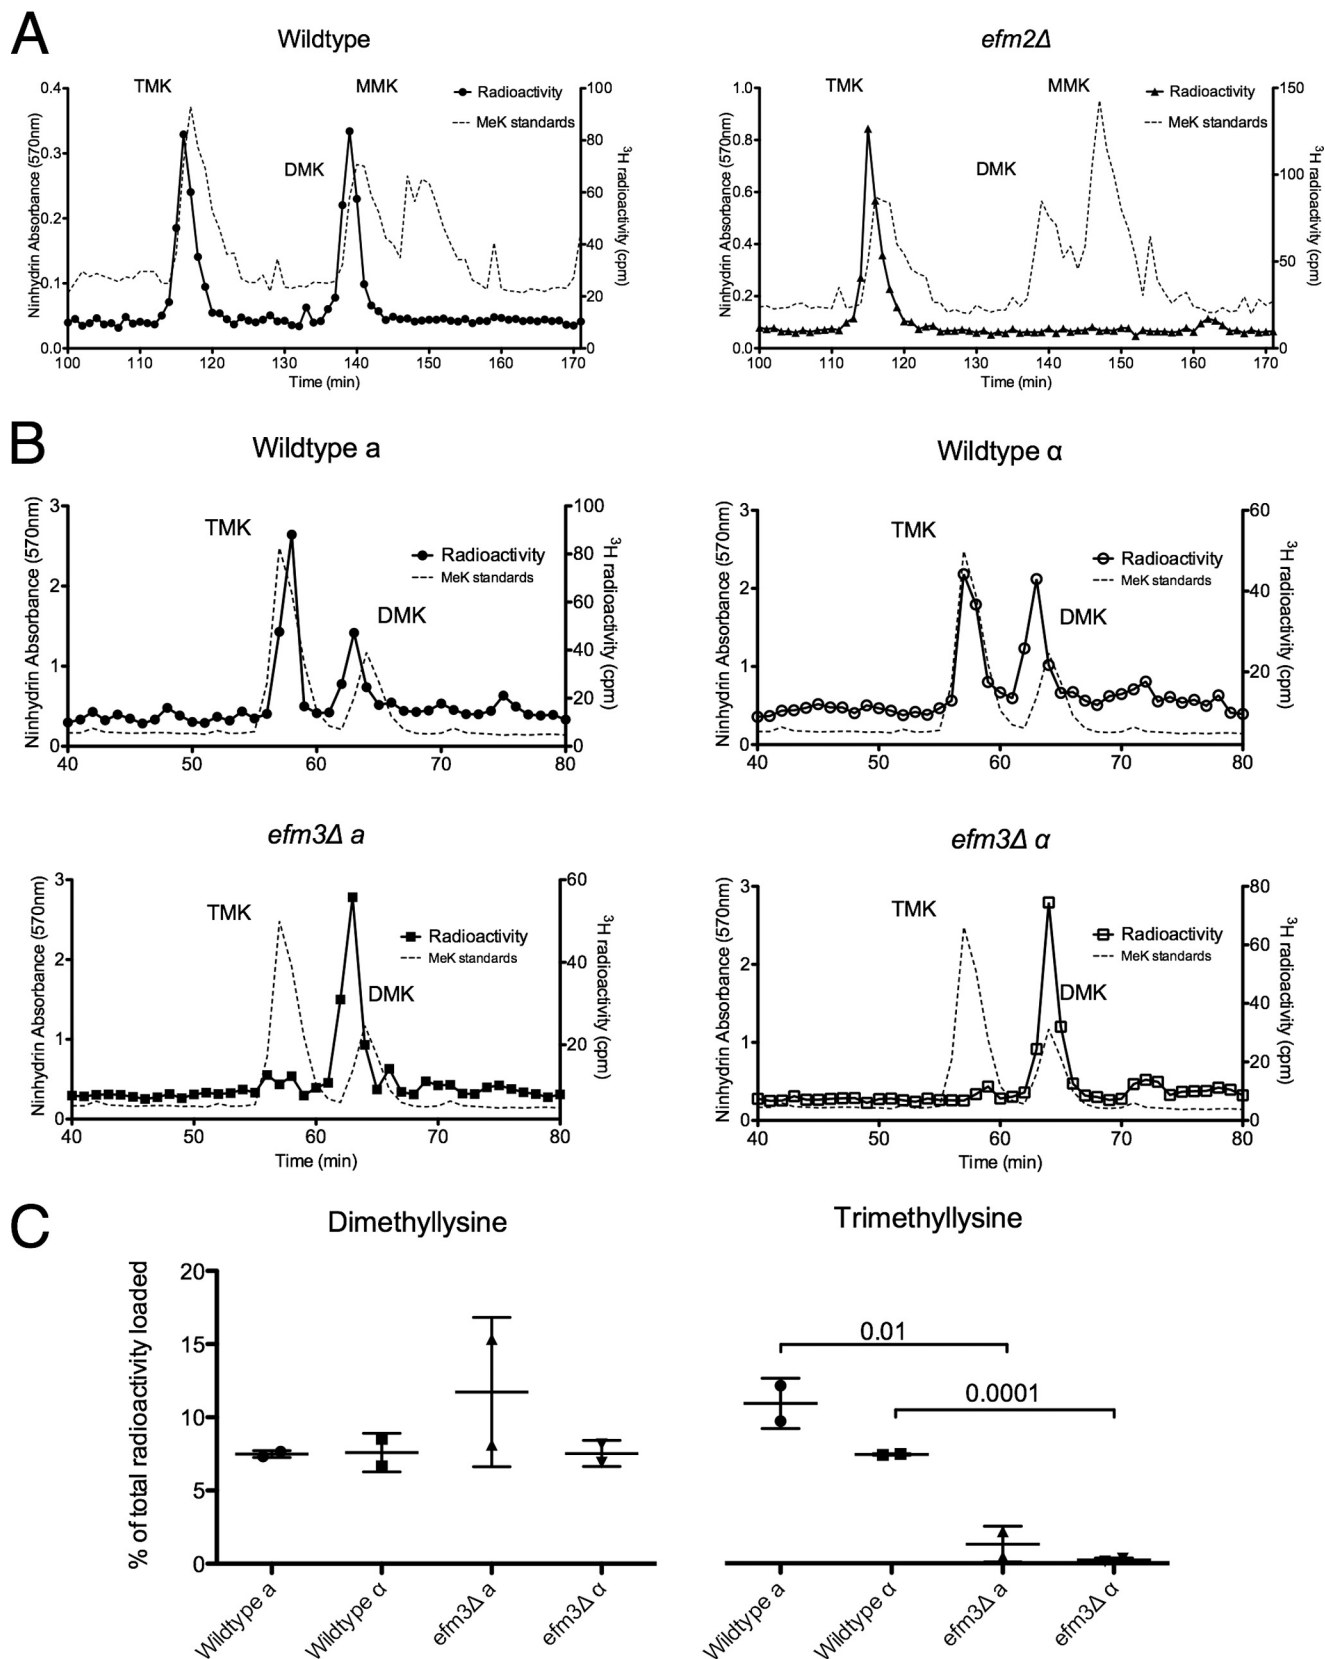 A
Wildtype
efm2Δ
TMK
MMK
DMK
Radioactivity
MeK standards
Ninhydrin Absorbance (570nm)
0.4
0.3
0.2
0.1
0.0
100
80
60
40
20
0
³H radioactivity (cpm)
100 110 120 130 140 150 160 170
Time (min)
TMK
MMK
DMK
Radioactivity
MeK standards
Ninhydrin Absorbance (570nm)
1.0
0.8
0.6
0.4
0.2
0.0
150
100
50
0
³H radioactivity (cpm)
100 110 120 130 140 150 160 170
Time (min)
B
Wildtype a
Wildtype α
TMK
DMK
Radioactivity
MeK standards
Ninhydrin Absorbance (570nm)
3
2
1
0
100
80
60
40
20
0
³H radioactivity (cpm)
40 50 60 70 80
TMK
DMK
Radioactivity
MeK standards
Ninhydrin Absorbance (570nm)
3
2
1
0
60
40
20
0
³H radioactivity (cpm)
40 50 60 70 80
efm3Δ a
efm3Δ α
TMK
DMK
Radioactivity
MeK standards
Ninhydrin Absorbance (570nm)
3
2
1
0
60
40
20
³H radioactivity (cpm)
40 50 60 70 80
Time (min)
TMK
DMK
Radioactivity
MeK standards
Ninhydrin Absorbance (570nm)
3
2
1
0
80
60
40
20
0
³H radioactivity (cpm)
40 50 60 70 80
Time (min)
C
Dimethyllysine
Trimethyllysine
% of total radioactivity loaded
20
15
10
5
0
0.01
0.0001
Wildtype a
Wildtype α
efm3Δ a
efm3Δ α
Wildtype a
Wildtype α
efm3Δ a
efm3Δ α